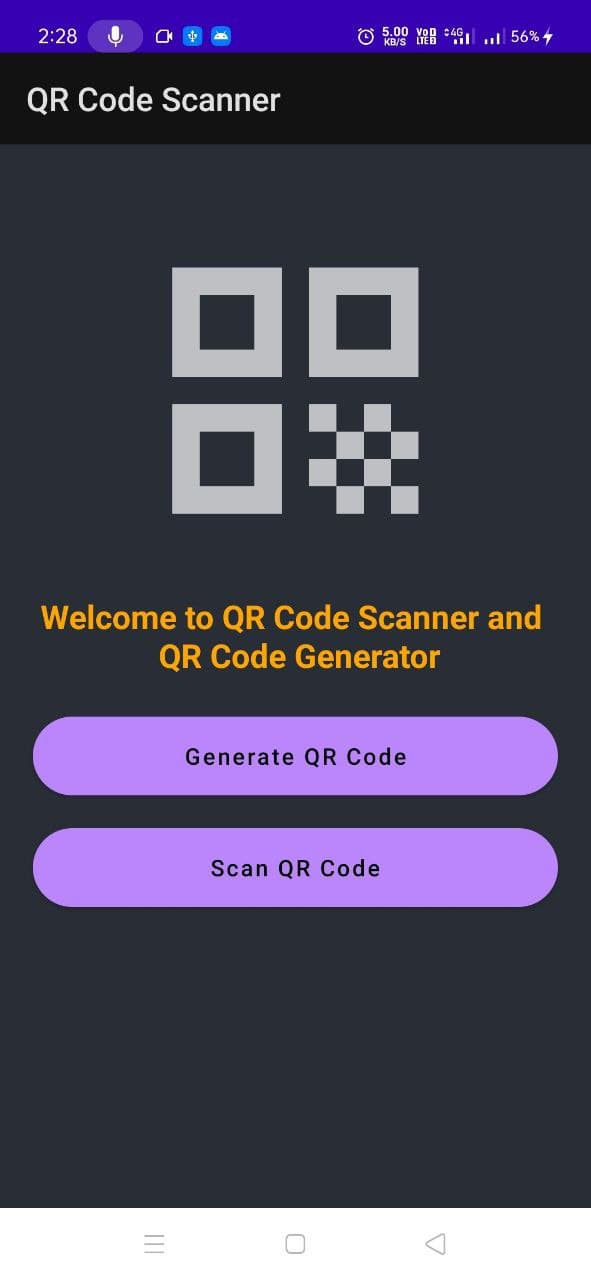 2:28 5.00 KB/S VoD LTE 4G 56%
QR Code Scanner
Welcome to QR Code Scanner and
QR Code Generator
Generate QR Code
Scan QR Code